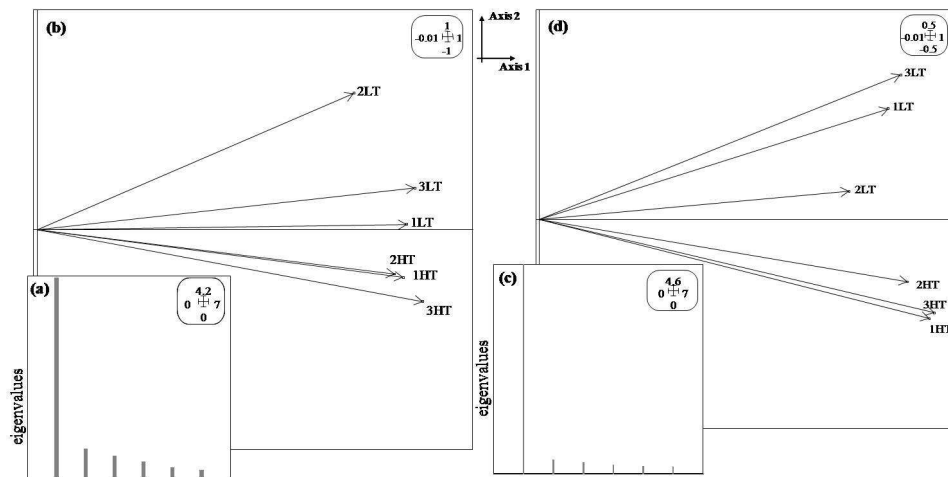 (b)
1
-0.01 1
-1
Axis 2
Axis 1
2LT
3LT
1LT
2HT
1HT
3HT
(a)
4.2
0 7
0
eigenvalues
(d)
0.5
-0.01 1
-0.5
3LT
1LT
2LT
2HT
3HT
1HT
(c)
4.6
0 7
0
eigenvalues